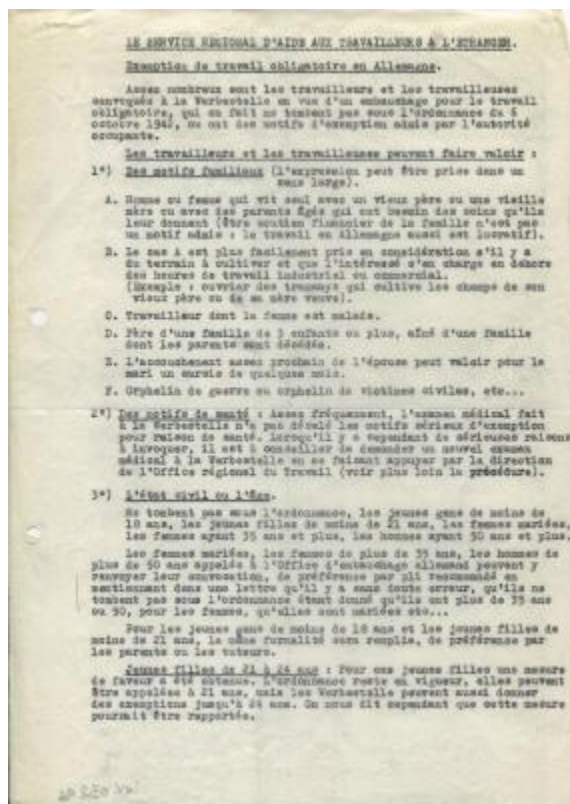 LE SERVICE REGIONAL D'AIDE AUX TRAVAILLEURS A L'ETRANGER.
Exemption de travail obligatoire en Allemagne.
Assez nombreux sont les travailleurs et les travailleuses
convoqués à la Werbestelle en vue d'un embauchage pour le travail
obligatoire, qui en fait ne tombent pas sous l'ordonnance du 6
octobre 1942, ou ont des motifs d'exemption admis par l'autorité
occupante.
Les travailleurs et les travailleuses peuvent faire valoir :
1°) Des motifs familiaux (l'expression peut être prise dans un
sens large).
A. Homme ou femme qui vit seul avec un vieux père ou une vieille
mère ou avec des parents âgés qui ont besoin des soins qu'ils
leur donnent (être soutien financier de la famille n'est pas
un motif admis : le travail en Allemagne aussi est lucratif).
B. Le cas A est plus facilement pris en considération s'il y a
du terrain à cultiver et que l'intéressé s'en charge en dehors
des heures de travail industriel ou commercial.
(Exemple : ouvrier des tramways qui cultive les champs de son
vieux père ou de sa mère veuve).
C. Travailleur dont la femme est malade.
D. Père d'une famille de 3 enfants ou plus, aîné d'une famille
dont les parents sont décédés.
E. L'accouchement assez prochain de l'épouse peut valoir pour le
mari un sursis de quelques mois.
F. Orphelin de guerre ou orphelin de victimes civiles, etc...
2°) Des motifs de santé : Assez fréquemment, l'examen médical fait
à la Werbestelle n'a pas décelé les motifs sérieux d'exemption
pour raison de santé. Lorsqu'il y a cependant de sérieuses raisons
à invoquer, il est à conseiller de demander un nouvel examen
médical à la Werbestelle en se faisant appuyer par la direction
de l'Office régional du Travail (voir plus loin la procédure).
3°) L'état civil ou l'âge.
Ne tombent pas sous l'ordonnance, les jeunes gens de moins de
18 ans, les jeunes filles de moins de 21 ans, les femmes mariées,
les femmes ayant 35 ans et plus, les hommes ayant 50 ans et plus.
Les femmes mariées, les femmes de plus de 35 ans, les hommes de
plus de 50 ans appelés à l'Office d'embauchage allemand peuvent y
renvoyer leur convocation, de préférence par pli recommandé en
mentionnant dans une lettre qu'il y a sans doute erreur, qu'ils ne
tombent pas sous l'ordonnance étant donné qu'ils ont plus de 35 ans
ou 50, pour les femmes, qu'elles sont mariées etc...
Pour les jeunes gens de moins de 18 ans et les jeunes filles de
moins de 21 ans, la même formalité sera remplie, de préférence par
les parents ou les tuteurs.
Jeunes filles de 21 à 24 ans : Pour ces jeunes filles une mesure
de faveur a été obtenue. L'ordonnance reste en vigueur, elles peuvent
être appelées à 21 ans, mais les Werbestelle peuvent aussi donner
des exemptions jusqu'à 24 ans. On nous dit cependant que cette mesure
pourrait être rapportée.